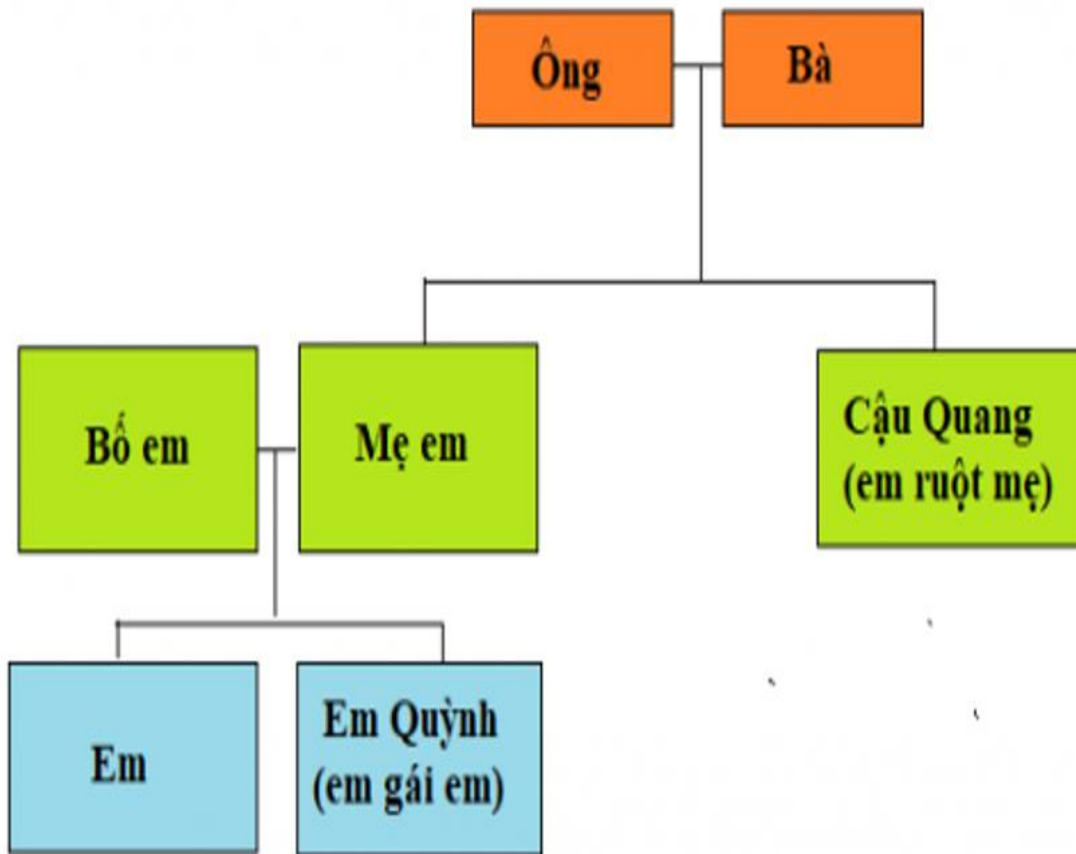 Ông
Bà
Bố em
Mẹ em
Cậu Quang
(em ruột mẹ)
Em
Em Quỳnh
(em gái em)